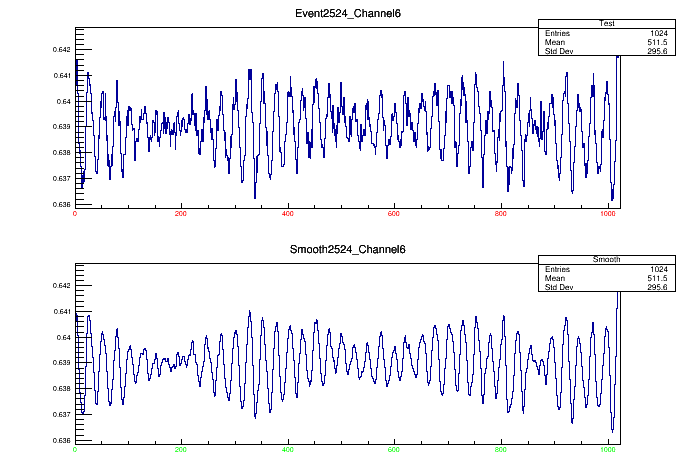 Event2524_Channel6
Test
Entries 1024
Mean 511.5
Std Dev 295.6
0.642
0.641
0.64
0.639
0.638
0.637
0.636
0 200 400 600 800 1000
Smooth2524_Channel6
Smooth
Entries 1024
Mean 511.5
Std Dev 295.6
0.642
0.641
0.64
0.639
0.638
0.637
0.636
0 200 400 600 800 1000